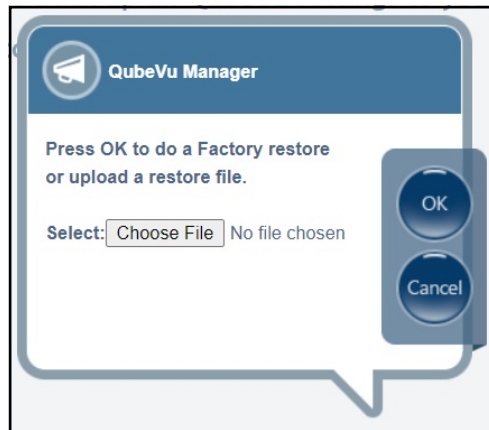 QubeVu Manager
Press OK to do a Factory restore
or upload a restore file.
Select: Choose File No file chosen
OK
Cancel